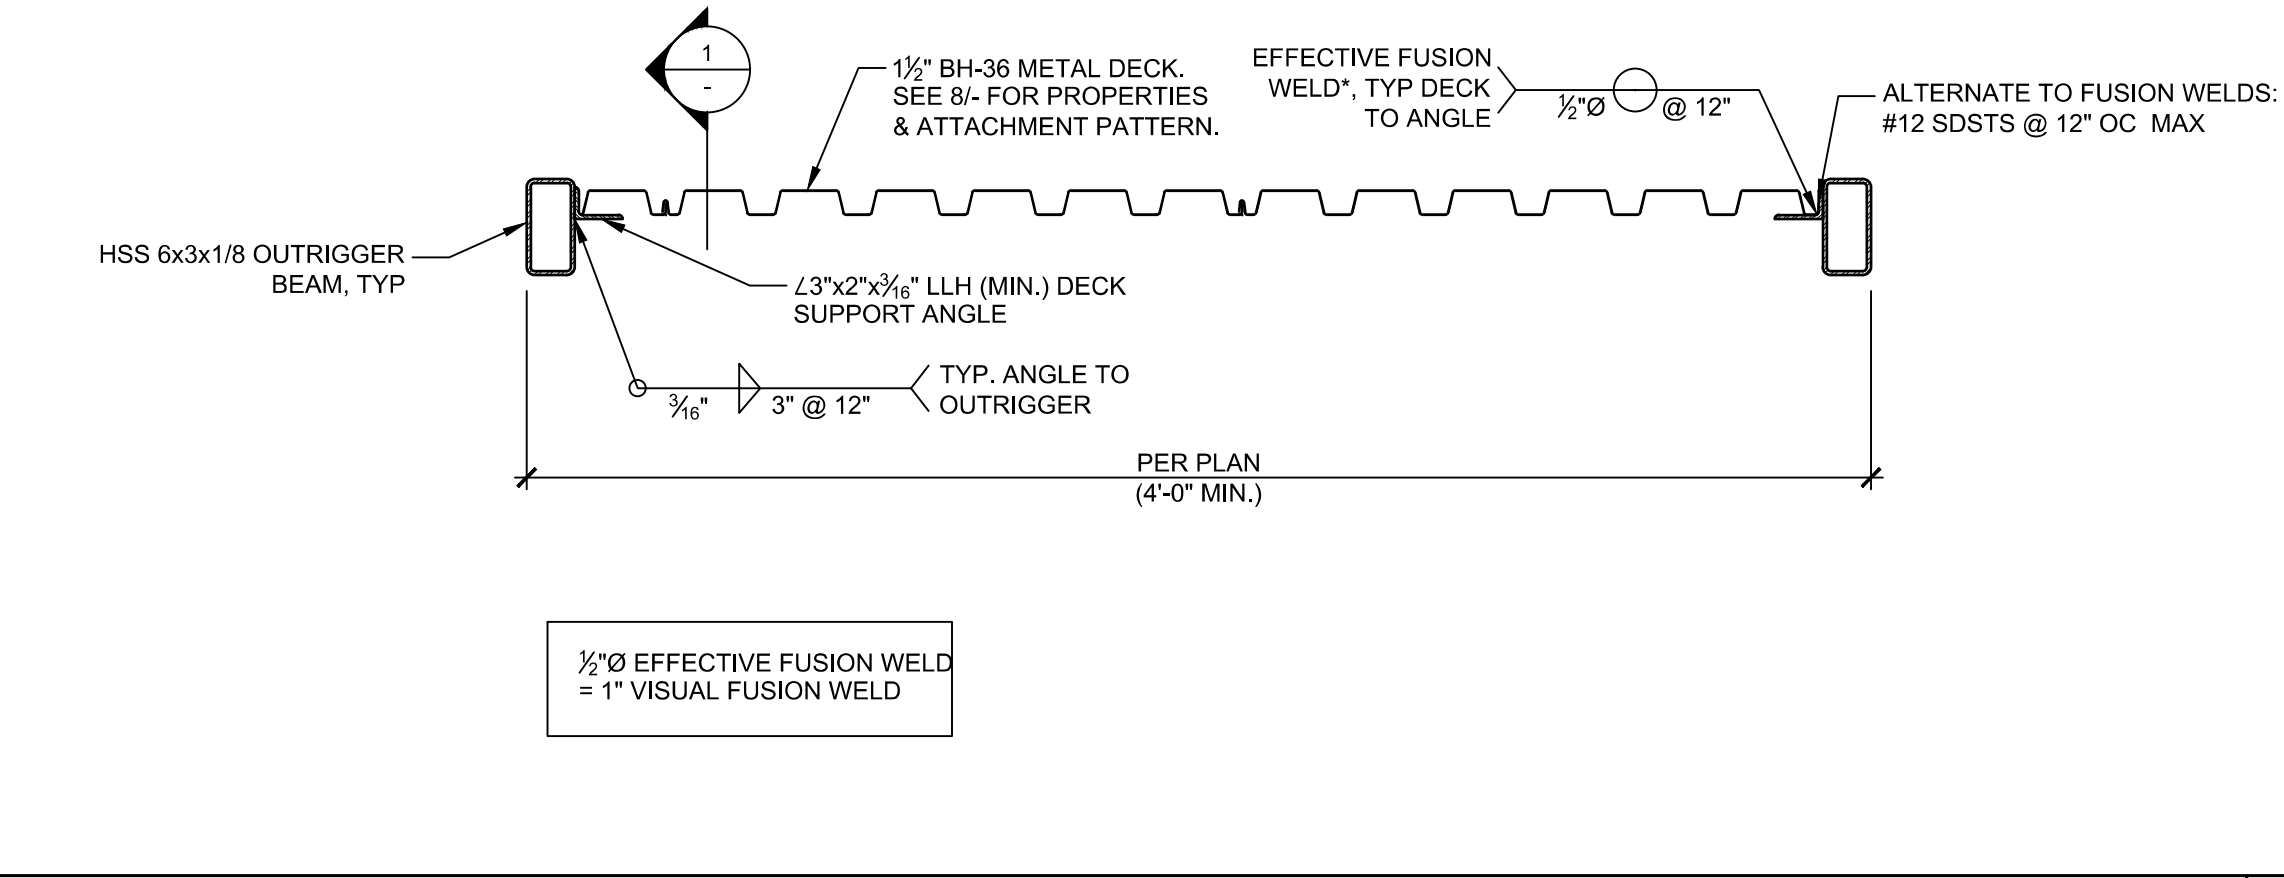 1
-
1½" BH-36 METAL DECK.
SEE 8/- FOR PROPERTIES
& ATTACHMENT PATTERN.
EFFECTIVE FUSION
WELD*, TYP DECK
TO ANGLE
½"Ø @ 12"
ALTERNATE TO FUSION WELDS:
#12 SDSTS @ 12" OC MAX
HSS 6x3x1/8 OUTRIGGER
BEAM, TYP
∠3"x2"x³⁄₁₆" LLH (MIN.) DECK
SUPPORT ANGLE
³⁄₁₆" 3" @ 12"
TYP. ANGLE TO
OUTRIGGER
PER PLAN
(4'-0" MIN.)
½"Ø EFFECTIVE FUSION WELD
= 1" VISUAL FUSION WELD